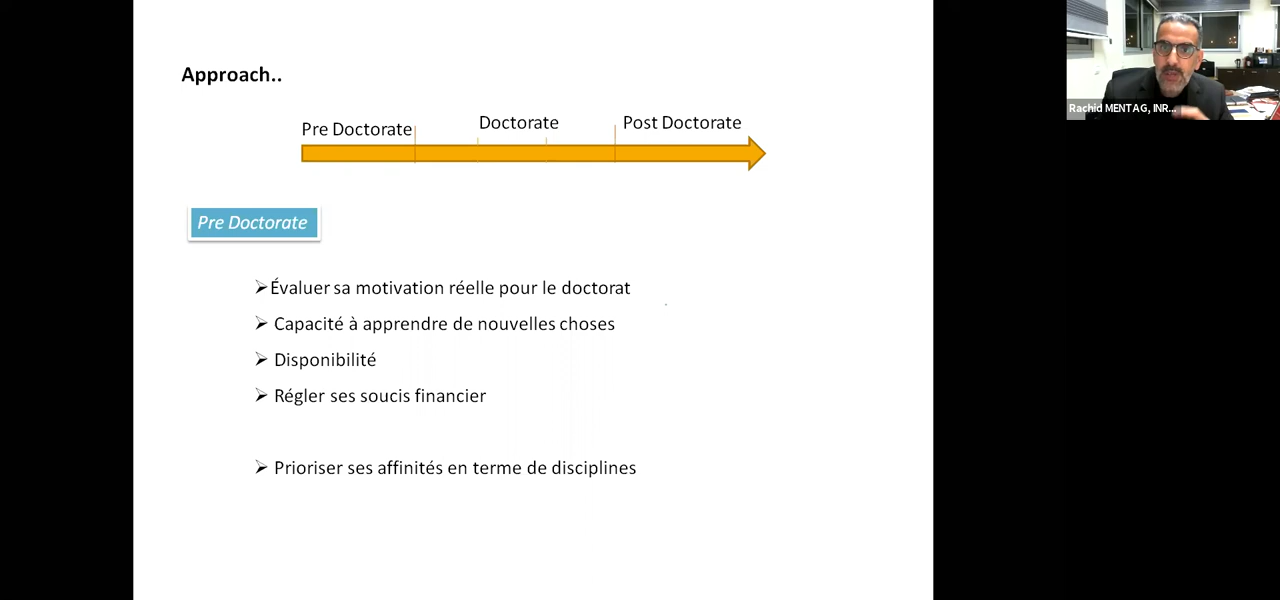 Approach..
Pre Doctorate
Doctorate
Post Doctorate
Pre Doctorate
Évaluer sa motivation réelle pour le doctorat
Capacité à apprendre de nouvelles choses
Disponibilité
Régler ses soucis financier
Prioriser ses affinités en terme de disciplines
Rachid MENTAG, INR...